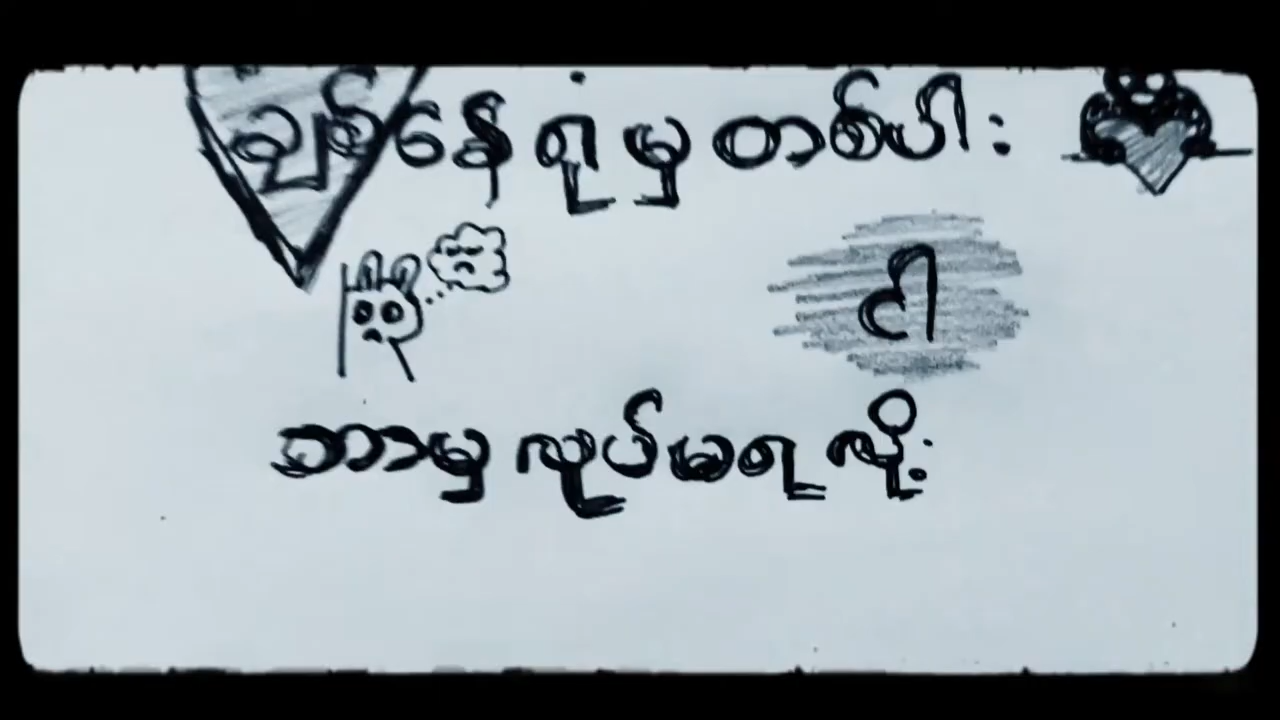 ချစ်နေ ရုံ မှ တစ်ပါး
ငါ
ဘာမှ လုပ်မရ လို့